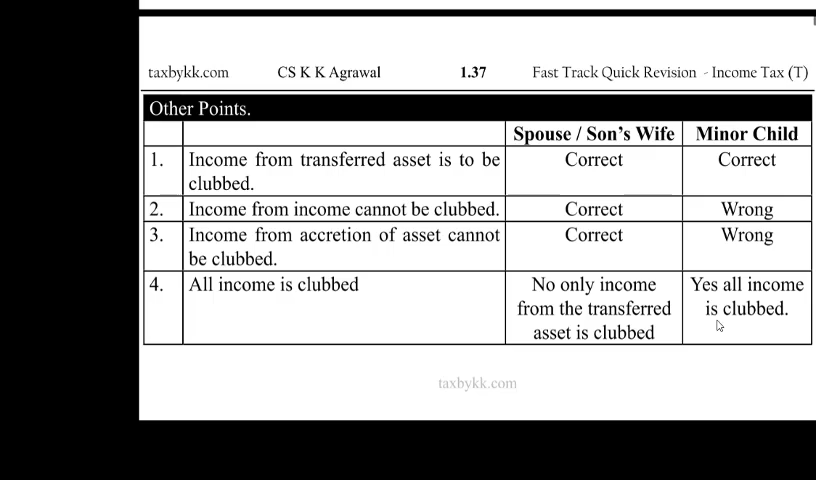 taxbykk.com CS K K Agrawal 1.37 Fast Track Quick Revision - Income Tax (T)
Other Points.
Spouse / Son's Wife Minor Child
1. Income from transferred asset is to be Correct Correct
clubbed.
2. Income from income cannot be clubbed. Correct Wrong
3. Income from accretion of asset cannot Correct Wrong
be clubbed.
4. All income is clubbed No only income Yes all income
from the transferred is clubbed.
asset is clubbed
taxbykk.com